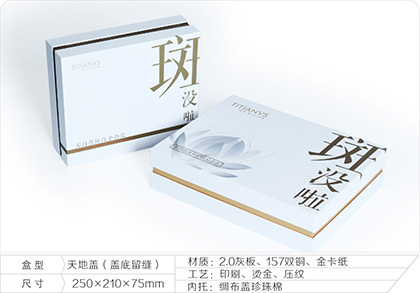 TITIANVS
斑
没
啦
TITIANVS
斑
没
啦
盒型 天地盖（盖底留缝）
尺寸 250×210×75mm
材质：2.0灰板、157双铜、金卡纸
工艺：印刷、烫金、压纹
内托：绸布盖珍珠棉